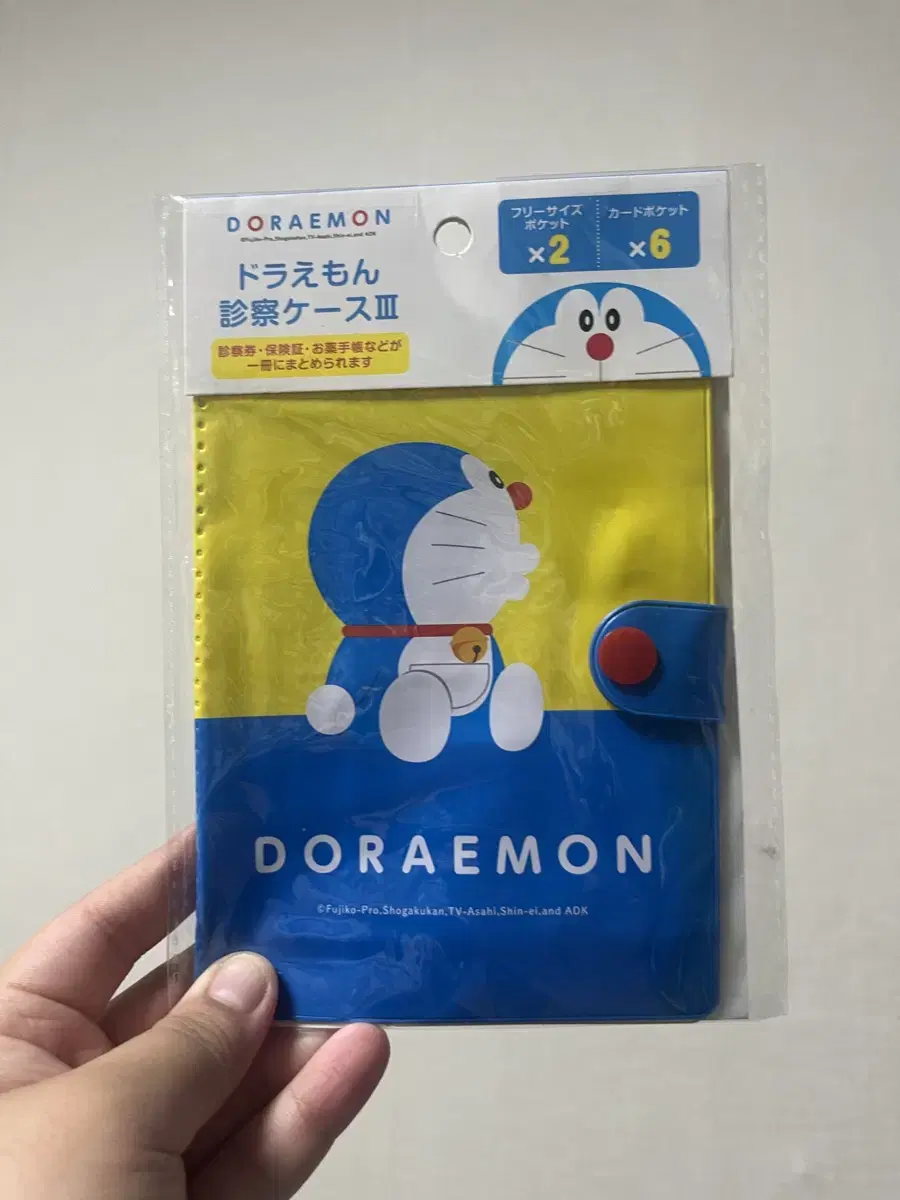 DORAEMON
©Fujiko-Pro,Shogakukan,TV-Asahi,Shin-ei,and ADK
ドラえもん
診察ケースⅢ
診察券・保険証・お薬手帳などが
一冊にまとめられます
フリーサイズ
ポケット
×2
カードポケット
×6
DORAEMON
©Fujiko-Pro,Shogakukan,TV-Asahi,Shin-ei,and ADK